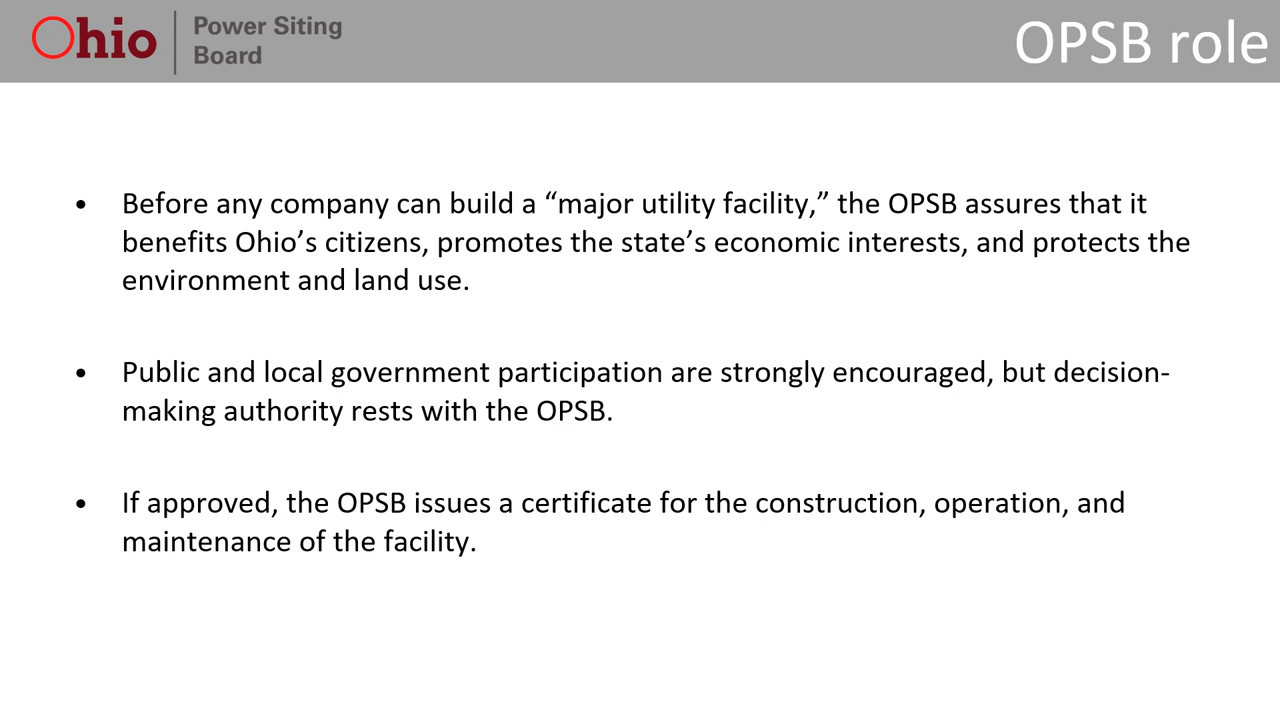 Ohio
Power Siting
Board
OPSB role
• Before any company can build a “major utility facility,” the OPSB assures that it
benefits Ohio’s citizens, promotes the state’s economic interests, and protects the
environment and land use.
• Public and local government participation are strongly encouraged, but decision-
making authority rests with the OPSB.
• If approved, the OPSB issues a certificate for the construction, operation, and
maintenance of the facility.